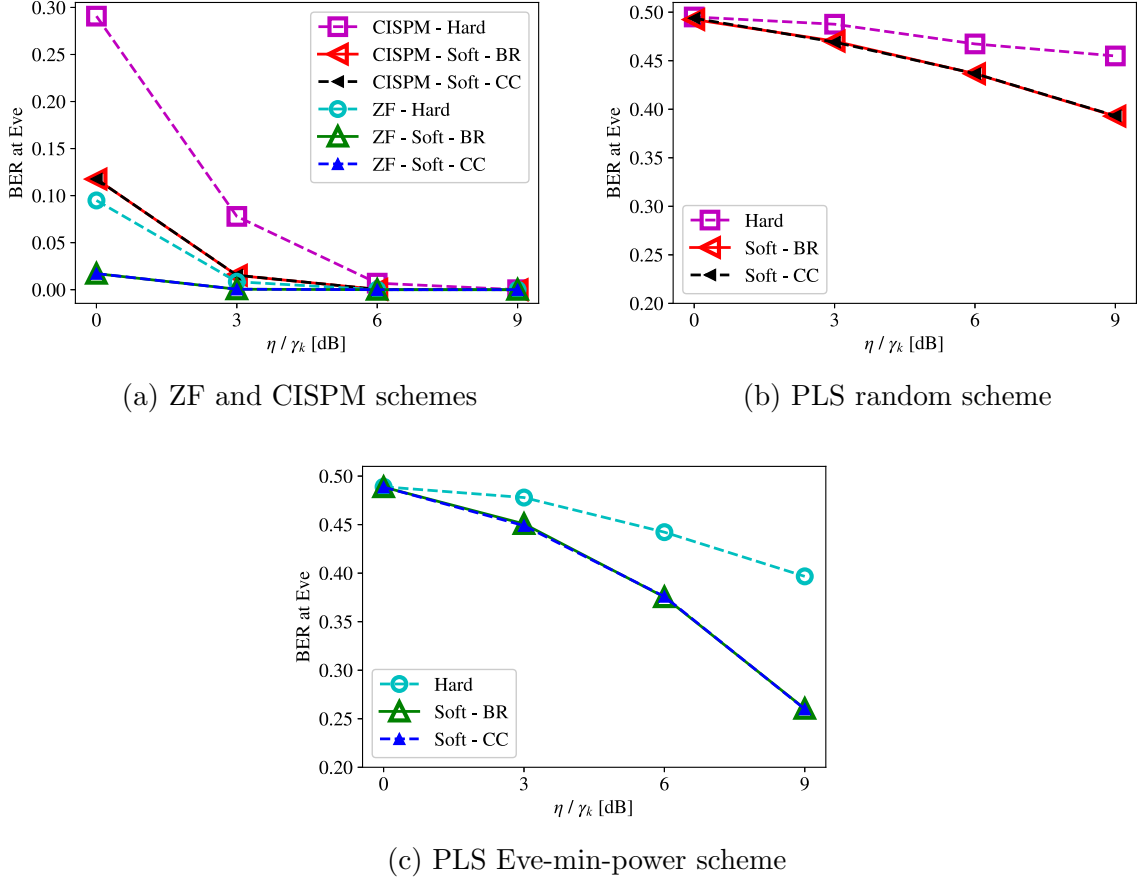 0.30
0.25
0.20
0.15
0.10
0.05
0.00
BER at Eve
CISPM - Hard
CISPM - Soft - BR
CISPM - Soft - CC
ZF - Hard
ZF - Soft - BR
ZF - Soft - CC
0 3 6 9
η / γk [dB]
(a) ZF and CISPM schemes
0.50
0.45
0.40
0.35
0.30
0.25
0.20
BER at Eve
Hard
Soft - BR
Soft - CC
0 3 6 9
η / γk [dB]
(b) PLS random scheme
0.50
0.45
0.40
0.35
0.30
0.25
0.20
BER at Eve
Hard
Soft - BR
Soft - CC
0 3 6 9
η / γk [dB]
(c) PLS Eve-min-power scheme